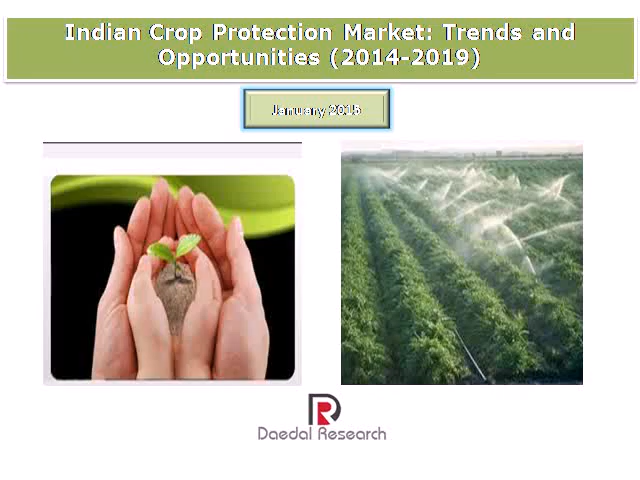 Indian Crop Protection Market: Trends and
Opportunities (2014-2019)
January 2015
Daedal Research